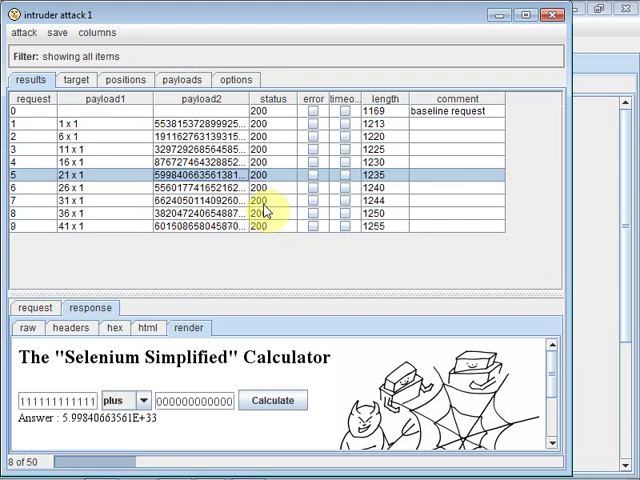 intruder attack 1
attack save columns
Filter: showing all items
results target positions payloads options
request payload1 payload2 status error timeo... length comment
0 200 1169 baseline request
1 1 x 1 553815372899925... 200 1213
2 6 x 1 191162763139315... 200 1220
3 11 x 1 329729268564585... 200 1225
4 16 x 1 876727464328852... 200 1230
5 21 x 1 599840663561381... 200 1235
6 26 x 1 556017741652162... 200 1240
7 31 x 1 662405011409260... 200 1244
8 36 x 1 382047240654887... 200 1250
9 41 x 1 601508658045870... 200 1255
request response
raw headers hex html render
The "Selenium Simplified" Calculator
111111111111 plus 000000000000 Calculate
Answer : 5.99840663561E+33
8 of 50